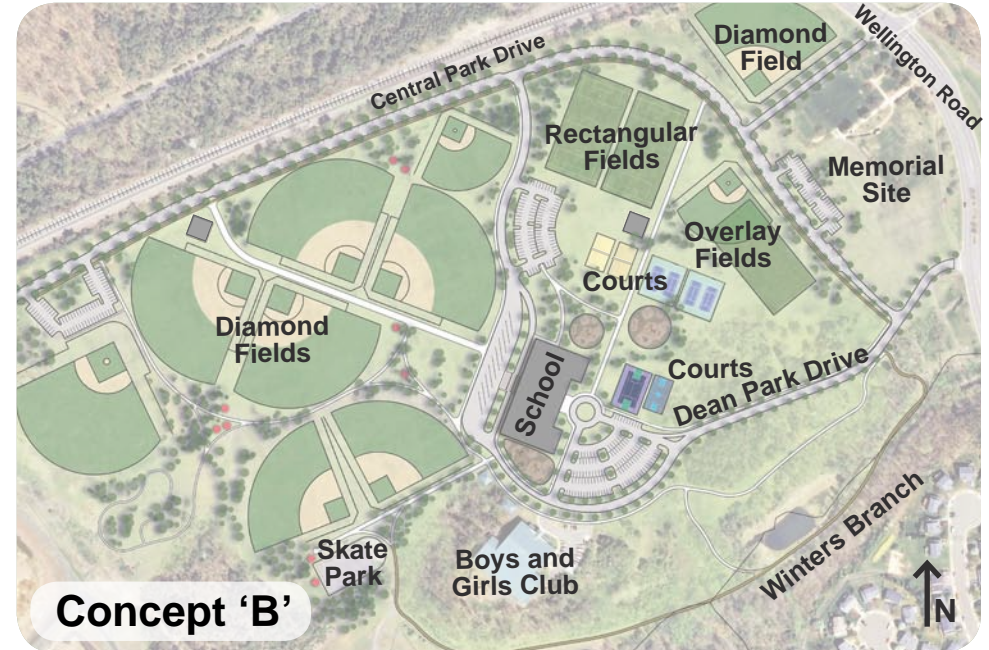 Diamond
Field
Wellington Road
Central Park Drive
Rectangular
Fields
Memorial
Site
Overlay
Fields
Courts
Diamond
Fields
School
Courts
Dean Park Drive
Winters Branch
Skate
Park
Boys and
Girls Club
Concept ‘B’
N